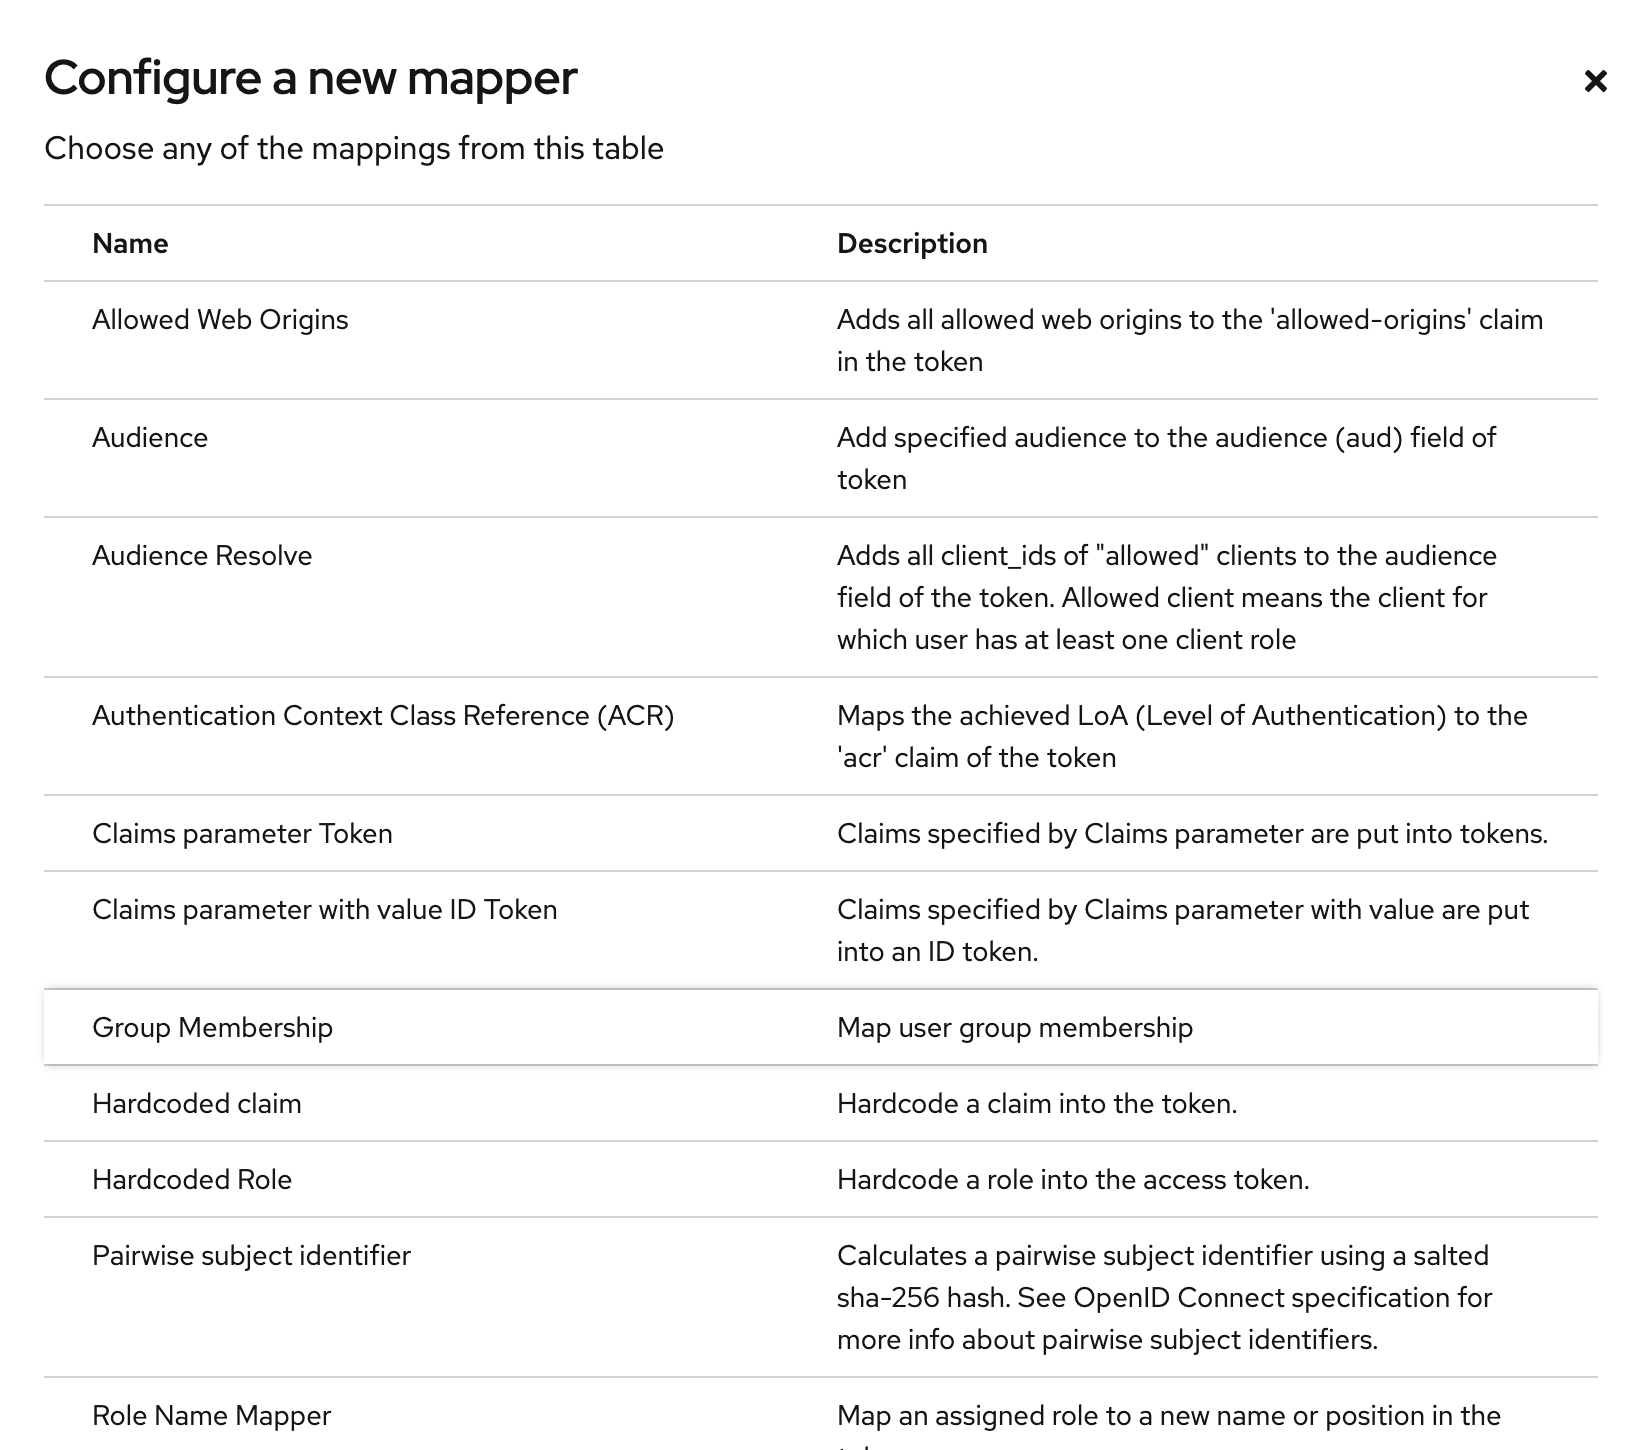 Configure a new mapper
Choose any of the mappings from this table
Name Description
Allowed Web Origins Adds all allowed web origins to the 'allowed-origins' claim
in the token
Audience Add specified audience to the audience (aud) field of
token
Audience Resolve Adds all client_ids of "allowed" clients to the audience
field of the token. Allowed client means the client for
which user has at least one client role
Authentication Context Class Reference (ACR) Maps the achieved LoA (Level of Authentication) to the
'acr' claim of the token
Claims parameter Token Claims specified by Claims parameter are put into tokens.
Claims parameter with value ID Token Claims specified by Claims parameter with value are put
into an ID token.
Group Membership Map user group membership
Hardcoded claim Hardcode a claim into the token.
Hardcoded Role Hardcode a role into the access token.
Pairwise subject identifier Calculates a pairwise subject identifier using a salted
sha-256 hash. See OpenID Connect specification for
more info about pairwise subject identifiers.
Role Name Mapper Map an assigned role to a new name or position in the